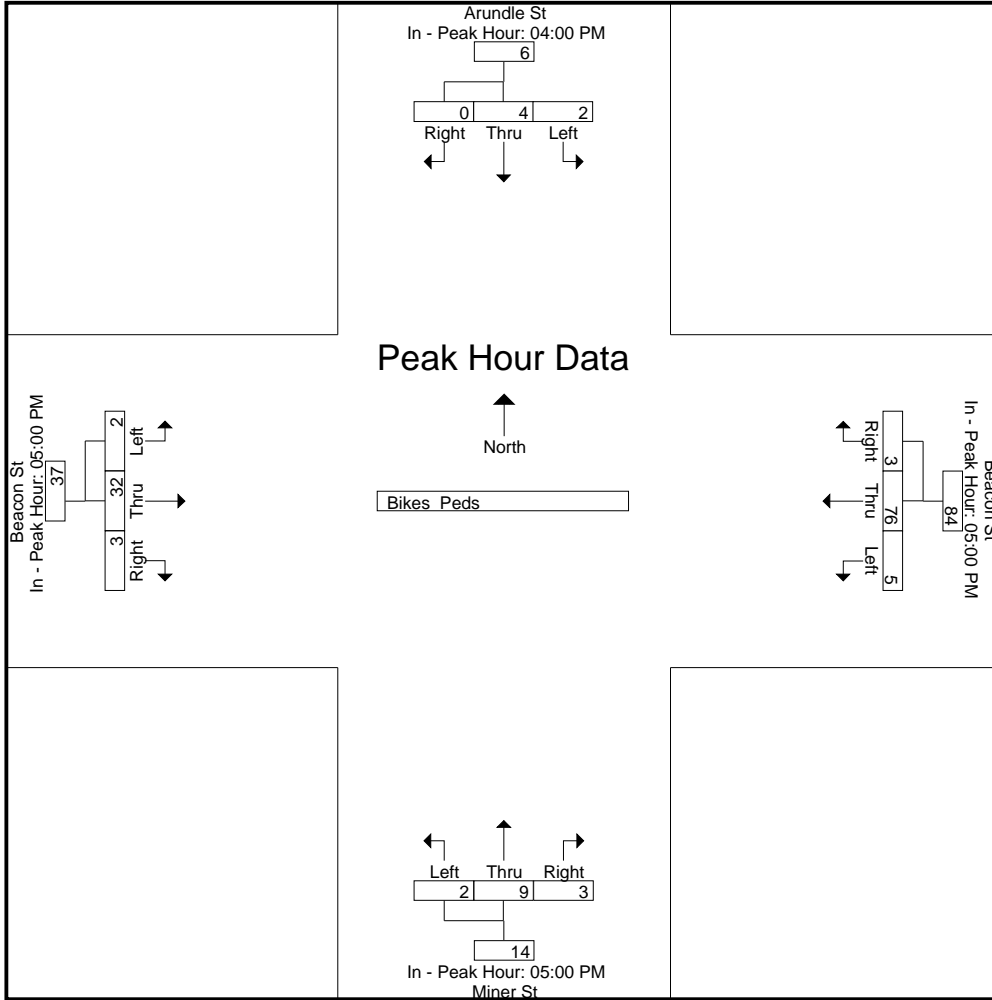 Arundle St
In - Peak Hour: 04:00 PM
6
0 4 2
Right Thru Left
Peak Hour Data
North
Bikes Peds
Beacon St
In - Peak Hour: 05:00 PM
37
2 32 3
Left Thru Right
Beacon St
In - Peak Hour: 05:00 PM
84
3 76 5
Right Thru Left
Left Thru Right
2 9 3
14
In - Peak Hour: 05:00 PM
Miner St